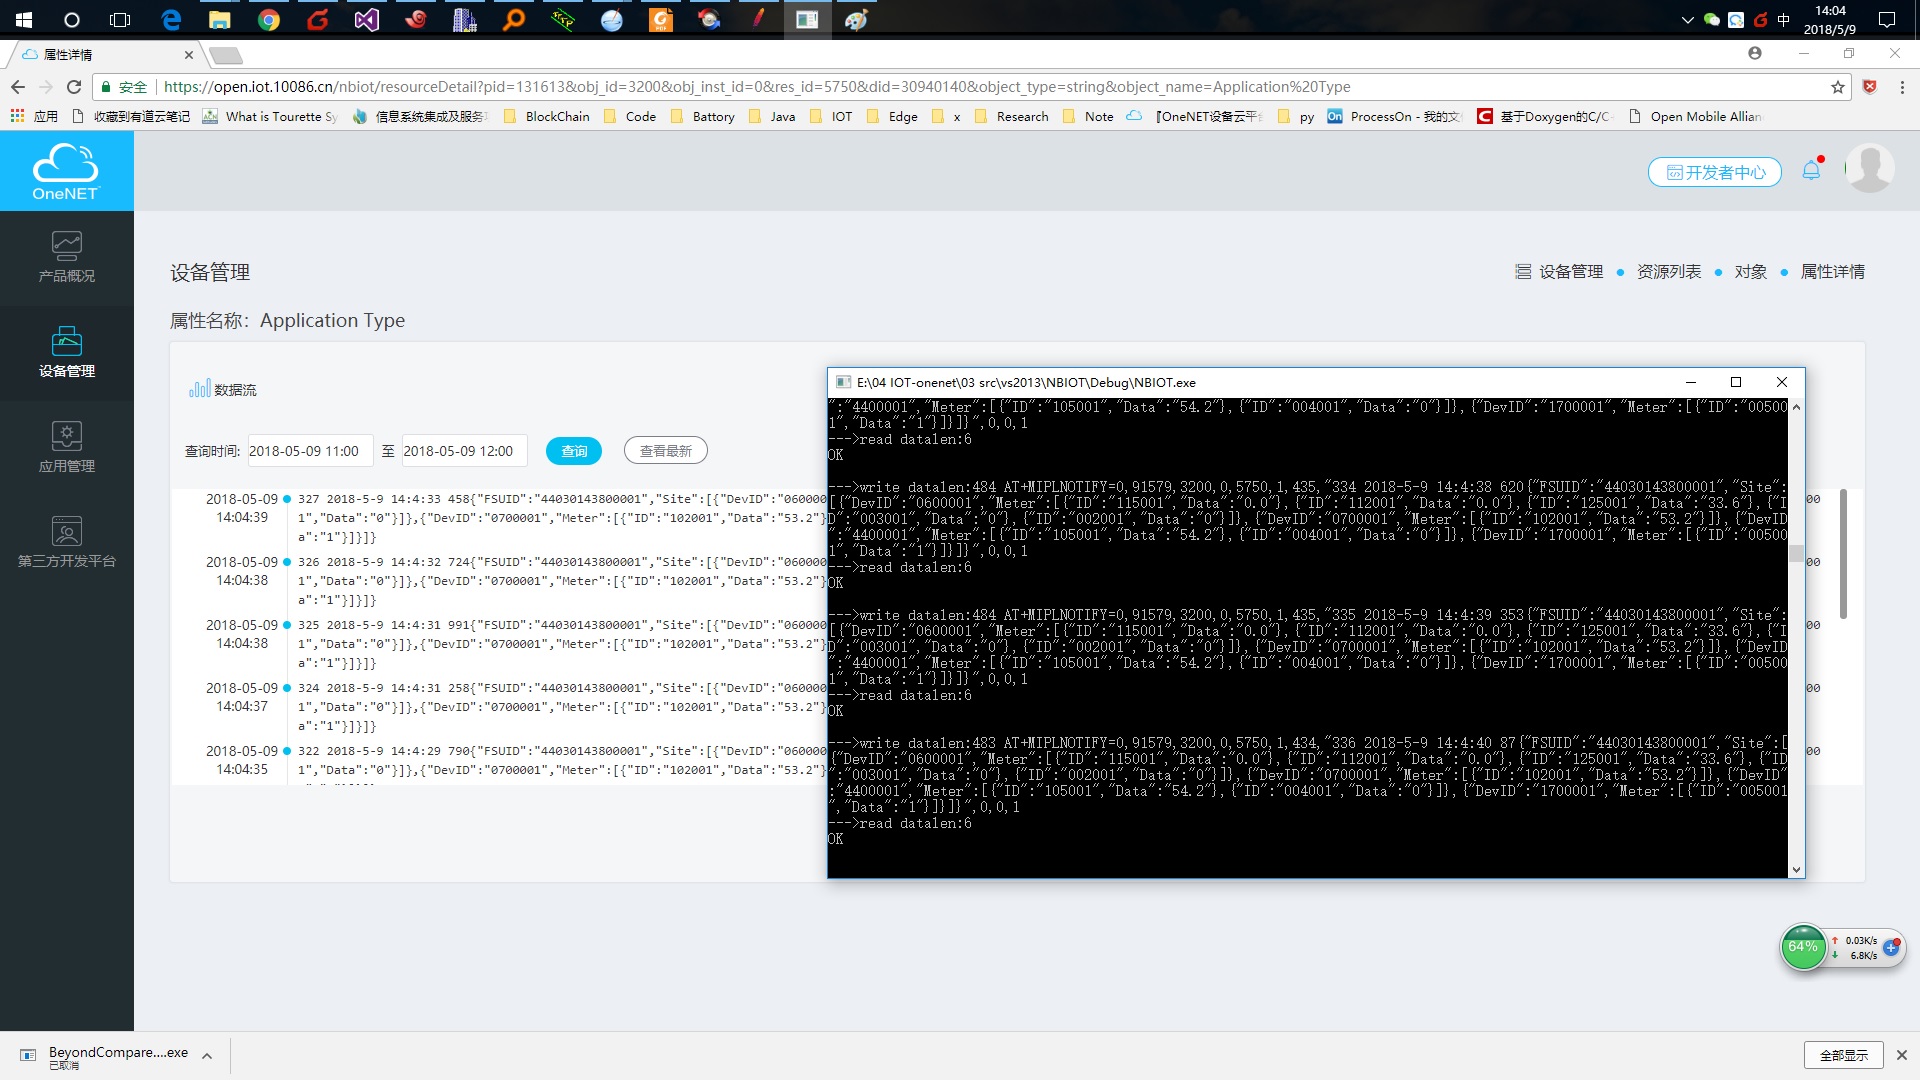 14:04
2018/5/9
中
属性详情
安全
https://open.iot.10086.cn/nbiot/resourceDetail?pid=131613&obj_id=3200&obj_inst_id=0&res_id=5750&did=30940140&object_type=string&object_name=Application%20Type
应用 收藏到有道云笔记 What is Tourette Sy 信息系统集成及服务 BlockChain Code Battory Java IOT Edge x Research Note 『OneNET设备云平台 py ProcessOn - 我的文 基于Doxygen的C/C Open Mobile Allian
OneNET
开发者中心
产品概况
设备管理
应用管理
第三方开发平台
设备管理
设备管理 资源列表 对象 属性详情
属性名称: Application Type
数据流
查询时间: 2018-05-09 11:00 至 2018-05-09 12:00 查询 查看最新
2018-05-09 327 2018-5-9 14:4:33 458{"FSUID":"44030143800001","Site":[{"DevID":"060000
14:04:39 1","Data":"0"}]},{"DevID":"0700001","Meter":[{"ID":"102001","Data":"53.2"}
a":"1"}]}]}
2018-05-09 326 2018-5-9 14:4:32 724{"FSUID":"44030143800001","Site":[{"DevID":"060000
14:04:38 1","Data":"0"}]},{"DevID":"0700001","Meter":[{"ID":"102001","Data":"53.2"}
a":"1"}]}]}
2018-05-09 325 2018-5-9 14:4:31 991{"FSUID":"44030143800001","Site":[{"DevID":"060000
14:04:38 1","Data":"0"}]},{"DevID":"0700001","Meter":[{"ID":"102001","Data":"53.2"}
a":"1"}]}]}
2018-05-09 324 2018-5-9 14:4:31 258{"FSUID":"44030143800001","Site":[{"DevID":"060000
14:04:37 1","Data":"0"}]},{"DevID":"0700001","Meter":[{"ID":"102001","Data":"53.2"}
a":"1"}]}]}
2018-05-09 322 2018-5-9 14:4:29 790{"FSUID":"44030143800001","Site":[{"DevID":"060000
14:04:35 1","Data":"0"}]},{"DevID":"0700001","Meter":[{"ID":"102001","Data":"53.2"}
00
00
00
00
00
E:\04 IOT-onenet\03 src\vs2013\NBIOT\Debug\NBIOT.exe
":"4400001","Meter":[{"ID":"105001","Data":"54.2"},{"ID":"004001","Data":"0"}]},{"DevID":"1700001","Meter":[{"ID":"00500
1","Data":"1"}]}]}",0,0,1
--->read datalen:6
OK
--->write datalen:484 AT+MIPLNOTIFY=0,91579,3200,0,5750,1,435,"334 2018-5-9 14:4:38 620{"FSUID":"44030143800001","Site":
[{"DevID":"0600001","Meter":[{"ID":"115001","Data":"0.0"},{"ID":"112001","Data":"0.0"},{"ID":"125001","Data":"33.6"},{"I
D":"003001","Data":"0"},{"ID":"002001","Data":"0"}]},{"DevID":"0700001","Meter":[{"ID":"102001","Data":"53.2"}]},{"DevID
":"4400001","Meter":[{"ID":"105001","Data":"54.2"},{"ID":"004001","Data":"0"}]},{"DevID":"1700001","Meter":[{"ID":"00500
1","Data":"1"}]}]}",0,0,1
--->read datalen:6
OK
--->write datalen:484 AT+MIPLNOTIFY=0,91579,3200,0,5750,1,435,"335 2018-5-9 14:4:39 353{"FSUID":"44030143800001","Site":
[{"DevID":"0600001","Meter":[{"ID":"115001","Data":"0.0"},{"ID":"112001","Data":"0.0"},{"ID":"125001","Data":"33.6"},{"I
D":"003001","Data":"0"},{"ID":"002001","Data":"0"}]},{"DevID":"0700001","Meter":[{"ID":"102001","Data":"53.2"}]},{"DevID
":"4400001","Meter":[{"ID":"105001","Data":"54.2"},{"ID":"004001","Data":"0"}]},{"DevID":"1700001","Meter":[{"ID":"00500
1","Data":"1"}]}]}",0,0,1
--->read datalen:6
OK
--->write datalen:483 AT+MIPLNOTIFY=0,91579,3200,0,5750,1,434,"336 2018-5-9 14:4:40 87{"FSUID":"44030143800001","Site":[
{"DevID":"0600001","Meter":[{"ID":"115001","Data":"0.0"},{"ID":"112001","Data":"0.0"},{"ID":"125001","Data":"33.6"},{"ID
":"003001","Data":"0"},{"ID":"002001","Data":"0"}]},{"DevID":"0700001","Meter":[{"ID":"102001","Data":"53.2"}]},{"DevID"
:"4400001","Meter":[{"ID":"105001","Data":"54.2"},{"ID":"004001","Data":"0"}]},{"DevID":"1700001","Meter":[{"ID":"005001
","Data":"1"}]}]}",0,0,1
--->read datalen:6
OK
64% 0.03K/s
6.8K/s
BeyondCompare....exe
已取消
全部显示